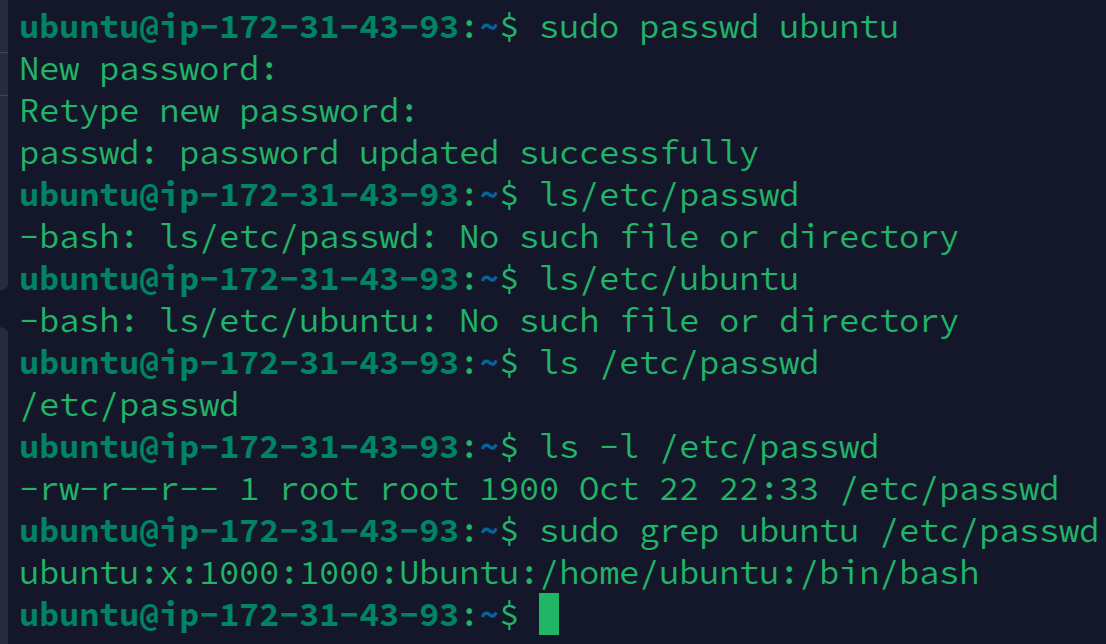 ubuntu@ip-172-31-43-93:~$ sudo passwd ubuntu
New password:
Retype new password:
passwd: password updated successfully
ubuntu@ip-172-31-43-93:~$ ls/etc/passwd
-bash: ls/etc/passwd: No such file or directory
ubuntu@ip-172-31-43-93:~$ ls/etc/ubuntu
-bash: ls/etc/ubuntu: No such file or directory
ubuntu@ip-172-31-43-93:~$ ls /etc/passwd
/etc/passwd
ubuntu@ip-172-31-43-93:~$ ls -l /etc/passwd
-rw-r--r-- 1 root root 1900 Oct 22 22:33 /etc/passwd
ubuntu@ip-172-31-43-93:~$ sudo grep ubuntu /etc/passwd
ubuntu:x:1000:1000:Ubuntu:/home/ubuntu:/bin/bash
ubuntu@ip-172-31-43-93:~$